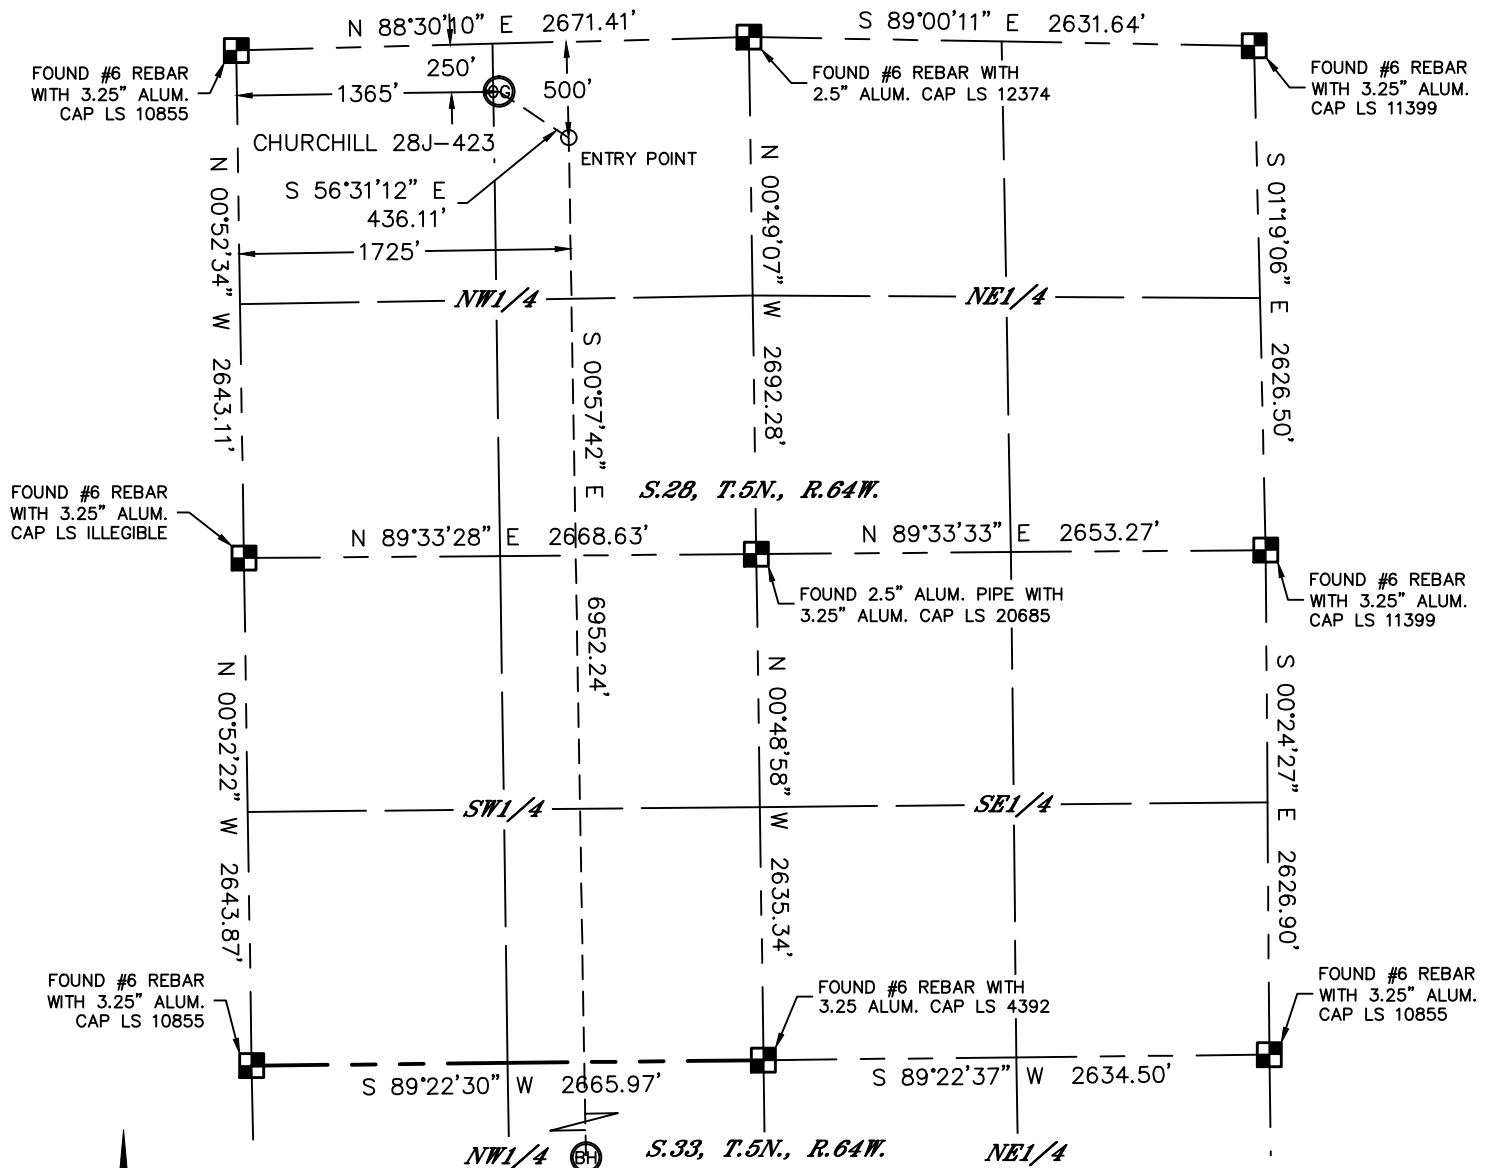 N 88°30'10" E 2671.41'
S 89°00'11" E 2631.64'
FOUND #6 REBAR
WITH 3.25" ALUM.
CAP LS 10855
250'
500'
1365'
FOUND #6 REBAR WITH
2.5" ALUM. CAP LS 12374
FOUND #6 REBAR
WITH 3.25" ALUM.
CAP LS 11399
CHURCHILL 28J-423
ENTRY POINT
S 56°31'12" E
436.11'
1725'
N 00°52'34" W 2643.11'
N 00°49'07" W 2692.28'
S 01°19'06" E 2626.50'
NW1/4
NE1/4
S 00°57'42" E 6952.24'
S.28, T.5N., R.64W.
FOUND #6 REBAR
WITH 3.25" ALUM.
CAP LS ILLEGIBLE
N 89°33'28" E 2668.63'
N 89°33'33" E 2653.27'
FOUND 2.5" ALUM. PIPE WITH
3.25" ALUM. CAP LS 20685
FOUND #6 REBAR
WITH 3.25" ALUM.
CAP LS 11399
N 00°52'22" W 2643.87'
N 00°48'58" W 2635.34'
S 00°24'27" E 2626.90'
SW1/4
SE1/4
FOUND #6 REBAR
WITH 3.25" ALUM.
CAP LS 10855
FOUND #6 REBAR WITH
3.25 ALUM. CAP LS 4392
FOUND #6 REBAR
WITH 3.25" ALUM.
CAP LS 10855
S 89°22'30" W 2665.97'
S 89°22'37" W 2634.50'
NW1/4
BH
S.33, T.5N., R.64W.
NE1/4